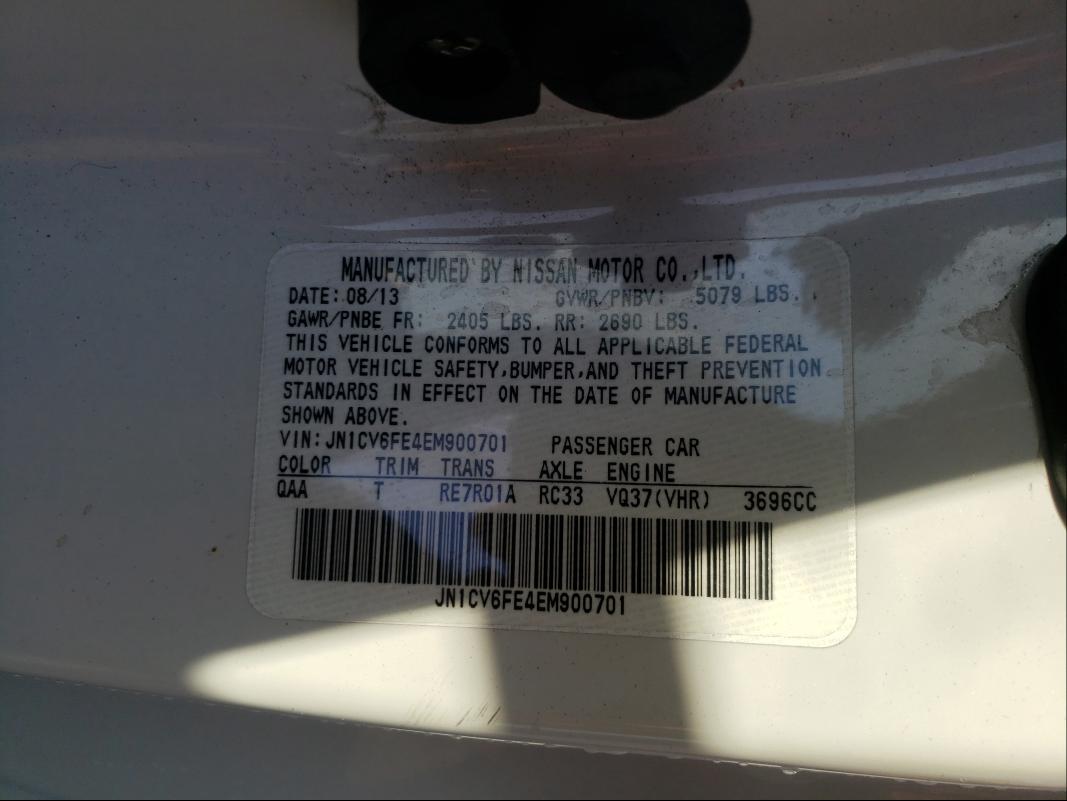 MANUFACTURED BY NISSAN MOTOR CO.,LTD.
DATE: 08/13 GVWR/PNBV: 5079 LBS.
GAWR/PNBE FR: 2405 LBS. RR: 2690 LBS.
THIS VEHICLE CONFORMS TO ALL APPLICABLE FEDERAL
MOTOR VEHICLE SAFETY,BUMPER,AND THEFT PREVENTION
STANDARDS IN EFFECT ON THE DATE OF MANUFACTURE
SHOWN ABOVE.
VIN: JN1CV6FE4EM900701 PASSENGER CAR
COLOR TRIM TRANS AXLE ENGINE
QAA T RE7R01A RC33 VQ37(VHR) 3696CC
JN1CV6FE4EM900701